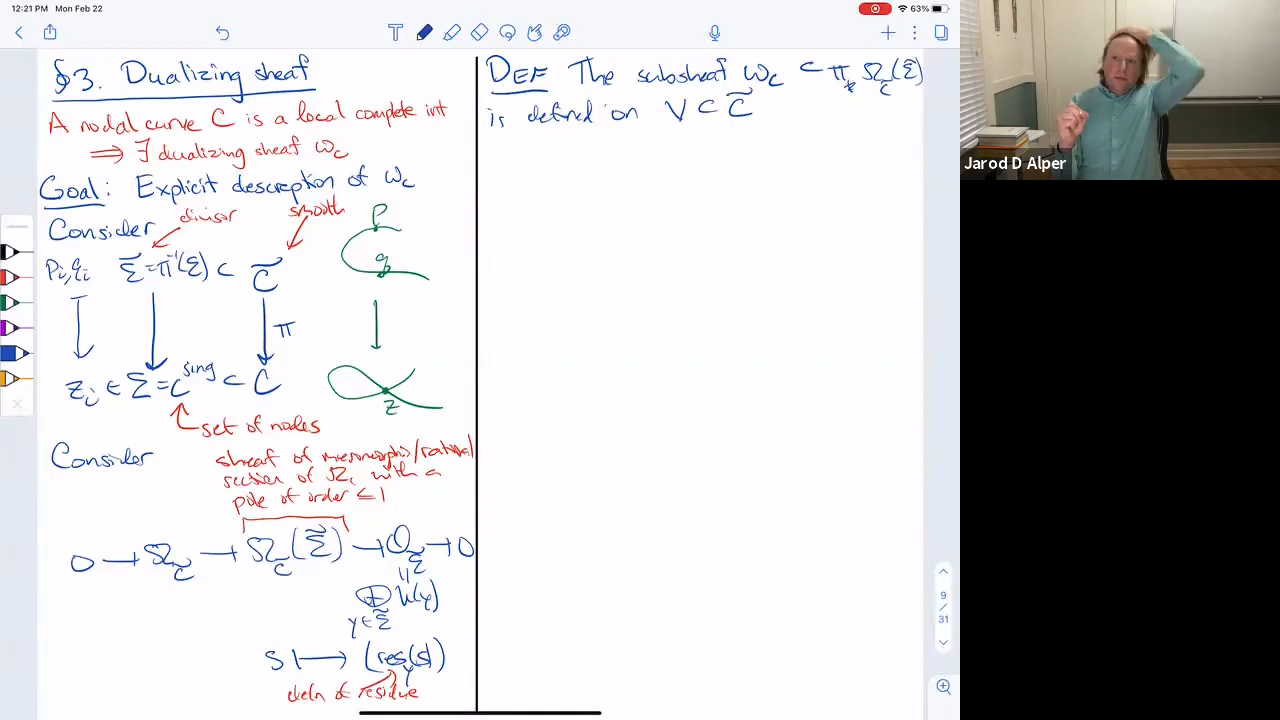 12:21 PM Mon Feb 22
63%
§3. Dualizing sheaf
A nodal curve C is a local complete int
⟹ ∃ dualizing sheaf ω_C
Goal: Explicit description of ω_C
Consider
divisor
smooth
p_i, q_i Σ̃ = π⁻¹(Σ) ⊂ C̃
π
z_i ∈ Σ = C^sing ⊂ C
set of nodes
p
q
z
Consider
sheaf of meromorphic/rational
section of Ω_C with a
pole of order ≤ 1
0 → Ω_C̃ → Ω_C̃(Σ̃) → O_Σ̃ → 0
⊕ k(y)
y ∈ Σ̃
s ↦ (res_y(s))
defn of residue
DEF The subsheaf ω_C ⊂ π_* Ω_C̃(Σ̃)
is defined on V ⊂ C̃
9
/
31
Jarod D Alper